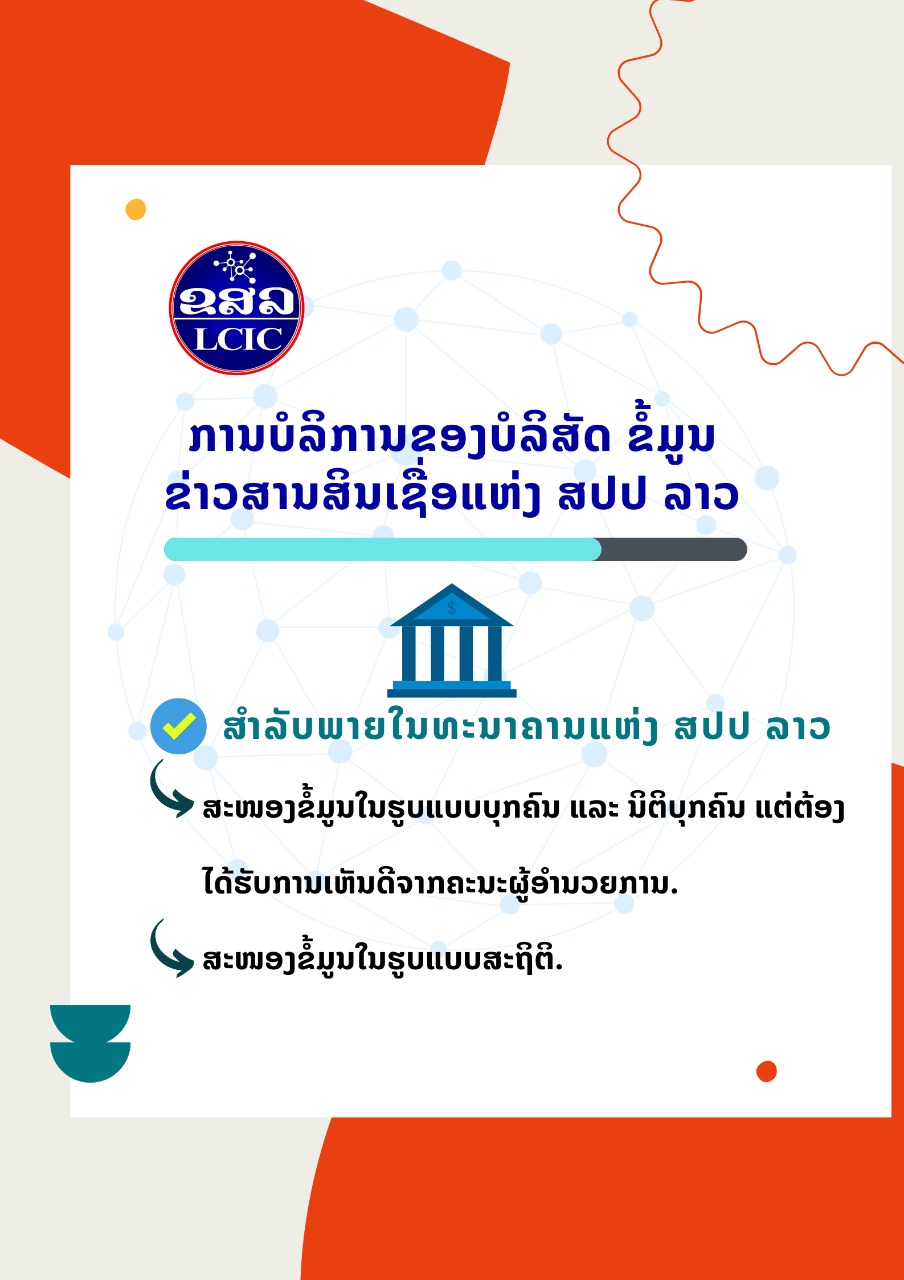 ຂສລ
LCIC
ການບໍລິການຂອງບໍລິສັດ ຂໍ້ມູນ
ຂ່າວສານສິນເຊື່ອແຫ່ງ ສປປ ລາວ
$
ສຳລັບພາຍໃນທະນາຄານແຫ່ງ ສປປ ລາວ
ສະໜອງຂໍ້ມູນໃນຮູບແບບບຸກຄົນ ແລະ ນິຕິບຸກຄົນ ແຕ່ຕ້ອງ
ໄດ້ຮັບການເຫັນດີຈາກຄະນະຜູ້ອຳນວຍການ.
ສະໜອງຂໍ້ມູນໃນຮູບແບບສະຖິຕິ.